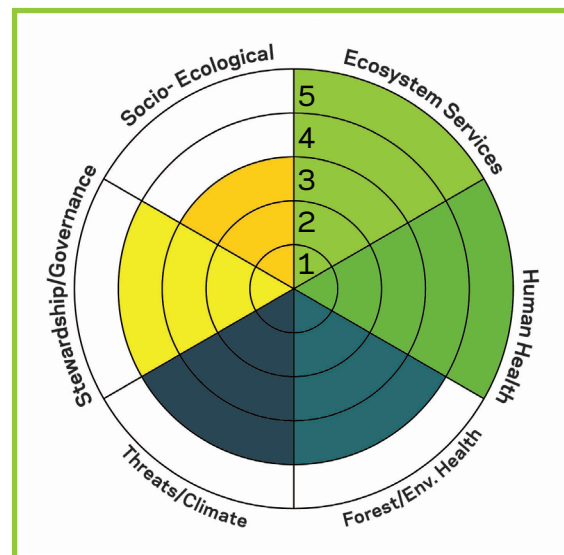 Socio- Ecological
Ecosystem Services
5
4
3
2
1
Stewardship/Governance
Human Health
Threats/Climate
Forest/Env. Health